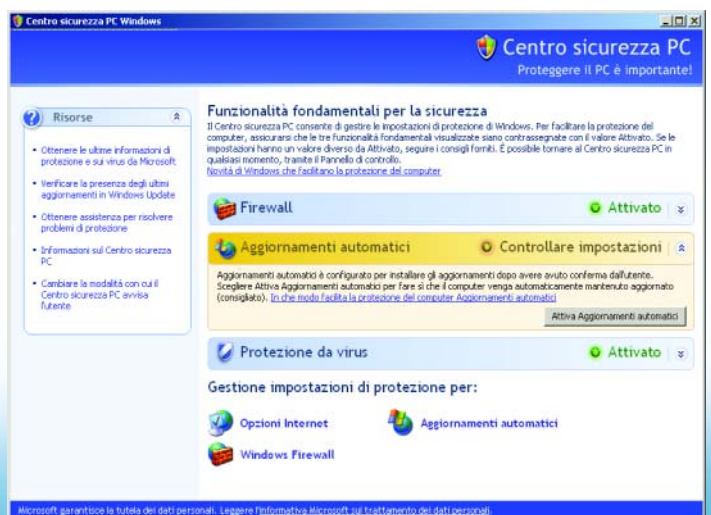 Centro sicurezza PC Windows
Centro sicurezza PC
Proteggere il PC è importante!
Risorse
• Ottenere le ultime informazioni di
protezione e sui virus da Microsoft
• Verificare la presenza degli ultimi
aggiornamenti in Windows Update
• Ottenere assistenza per risolvere
problemi di protezione
• Informazioni sul Centro sicurezza
PC
• Cambiare la modalità con cui il
Centro sicurezza PC avvisa
l'utente
Funzionalità fondamentali per la sicurezza
Il Centro sicurezza PC consente di gestire le impostazioni di protezione di Windows. Per facilitare la protezione del
computer, assicurarsi che le tre funzionalità fondamentali visualizzate siano contrassegnate con il valore Attivato. Se le
impostazioni hanno un valore diverso da Attivato, seguire i consigli forniti. È possibile tornare al Centro sicurezza PC in
qualsiasi momento, tramite il Pannello di controllo.
Novità di Windows che facilitano la protezione del computer
Firewall
Attivato
Aggiornamenti automatici
Controllare impostazioni
Aggiornamenti automatici è configurato per installare gli aggiornamenti dopo avere avuto conferma dall'utente.
Scegliere Attiva Aggiornamenti automatici per fare sì che il computer venga automaticamente mantenuto aggiornato
(consigliato). In che modo facilita la protezione del computer Aggiornamenti automatici
Attiva Aggiornamenti automatici
Protezione da virus
Attivato
Gestione impostazioni di protezione per:
Opzioni Internet
Aggiornamenti automatici
Windows Firewall
Microsoft garantisce la tutela dei dati personali. Leggere l'informativa Microsoft sul trattamento dei dati personali.